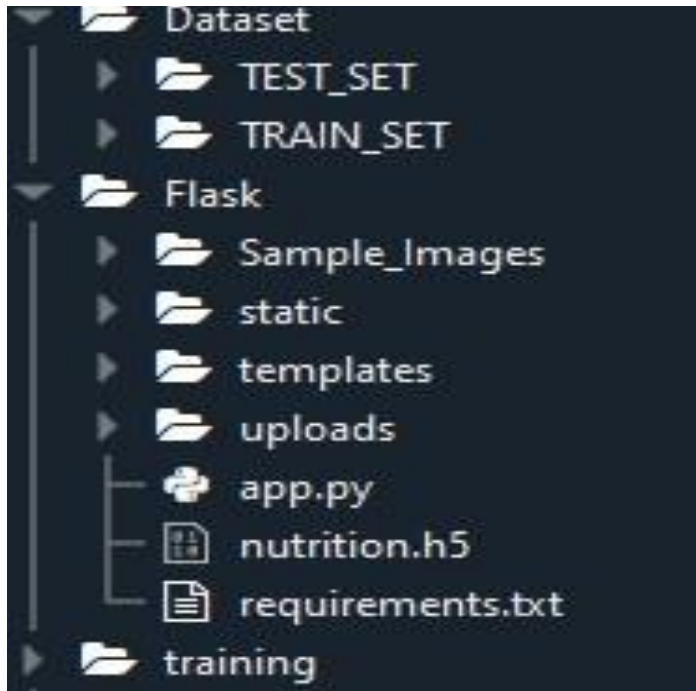 Dataset
TEST_SET
TRAIN_SET
Flask
Sample_Images
static
templates
uploads
app.py
nutrition.h5
requirements.txt
training